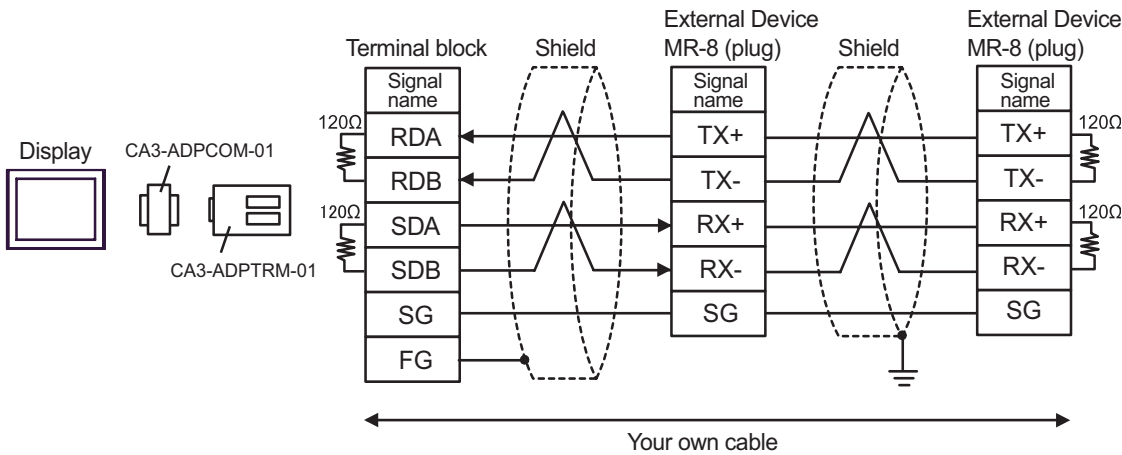 External Device
External Device
Terminal block
Shield
MR-8 (plug)
Shield
MR-8 (plug)
Signal
name
Signal
name
Signal
name
Display
CA3-ADPCOM-01
CA3-ADPTRM-01
120Ω
RDA
TX+
TX+
120Ω
RDB
TX-
TX-
120Ω
SDA
RX+
RX+
120Ω
SDB
RX-
RX-
SG
SG
SG
FG
Your own cable